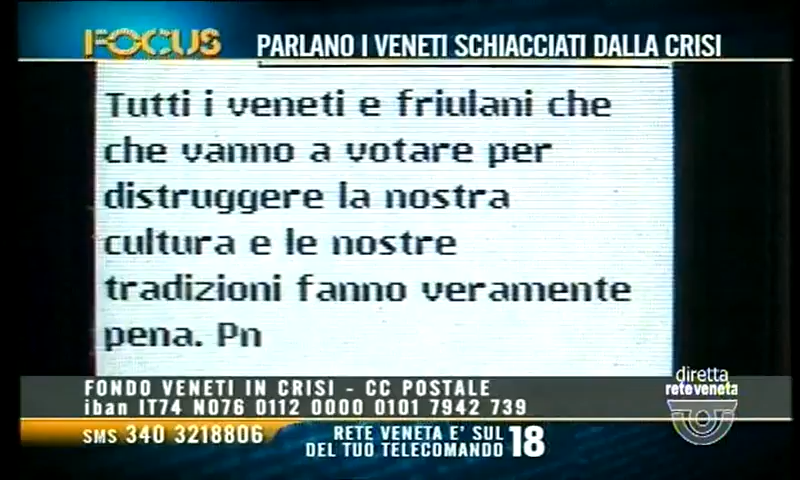 FOCUS
PARLANO I VENETI SCHIACCIATI DALLA CRISI
Tutti i veneti e friulani che
che vanno a votare per
distruggere la nostra
cultura e le nostre
tradizioni fanno veramente
pena. Pn
FONDO VENETI IN CRISI - CC POSTALE
iban IT74 N076 0112 0000 0101 7942 739
diretta
reteveneta
SMS 340 3218806
RETE VENETA E' SUL
DEL TUO TELECOMANDO 18